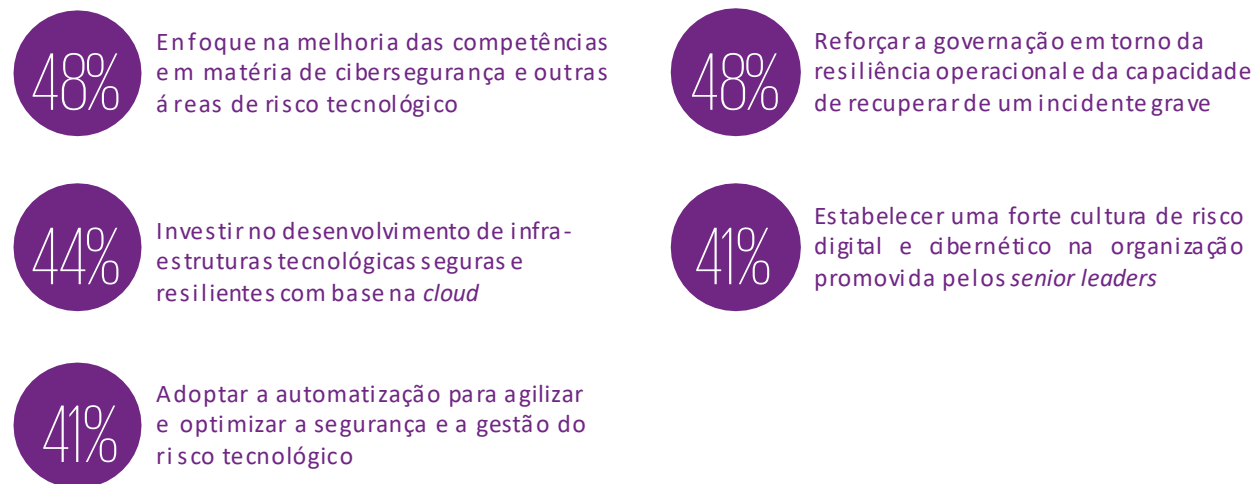 48%
Enfoque na melhoria das competências
em matéria de cibersegurança e outras
áreas de risco tecnológico
48%
Reforçar a governação em torno da
resiliência operacional e da capacidade
de recuperar de um incidente grave
44%
Investir no desenvolvimento de infra-
estruturas tecnológicas seguras e
resilientes com base na cloud
41%
Estabelecer uma forte cultura de risco
digital e cibernético na organização
promovida pelos senior leaders
41%
Adoptar a automatização para agilizar
e optimizar a segurança e a gestão do
risco tecnológico